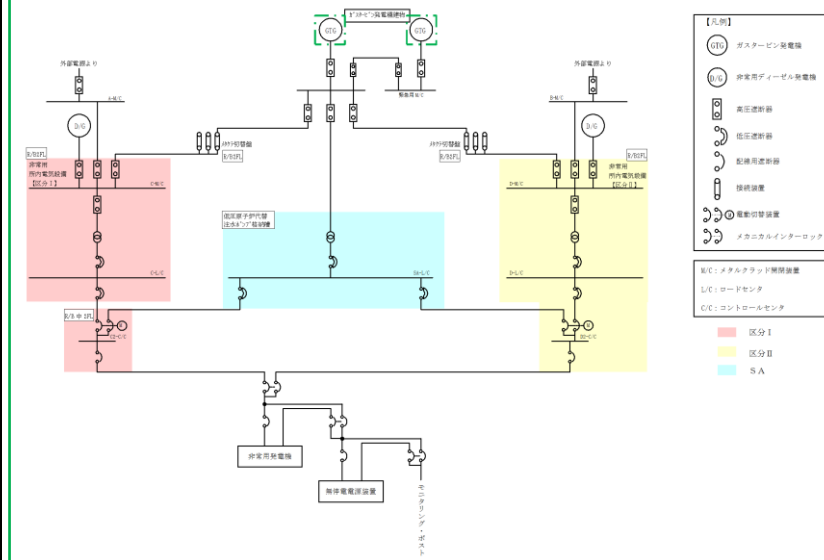 ガスタービン発電機建物
GTG
GTG
外部電源より
緊急用M/C
外部電源より
A-M/C
B-M/C
D/G
D/G
メタクラ切替盤
R/B2FL
メタクラ切替盤
R/B2FL
R/B2FL
非常用
所内電気設備
【区分Ⅰ】
C-M/C
R/B2FL
非常用
所内電気設備
【区分Ⅱ】
D-M/C
低圧原子炉代替
注水ポンプ格納槽
C-L/C
SA-L/C
D-L/C
M
C2-C/C
M
D2-C/C
非常用発電機
無停電電源装置
モニタリング・ポスト
【凡例】
GTG ガスタービン発電機
D/G 非常用ディーゼル発電機
高圧遮断器
低圧遮断器
配線用遮断器
接続装置
M 電動切替装置
メカニカルインターロック
M/C:メタルクラッド開閉装置
L/C:ロードセンタ
C/C:コントロールセンタ
区分Ⅰ
区分Ⅱ
SA